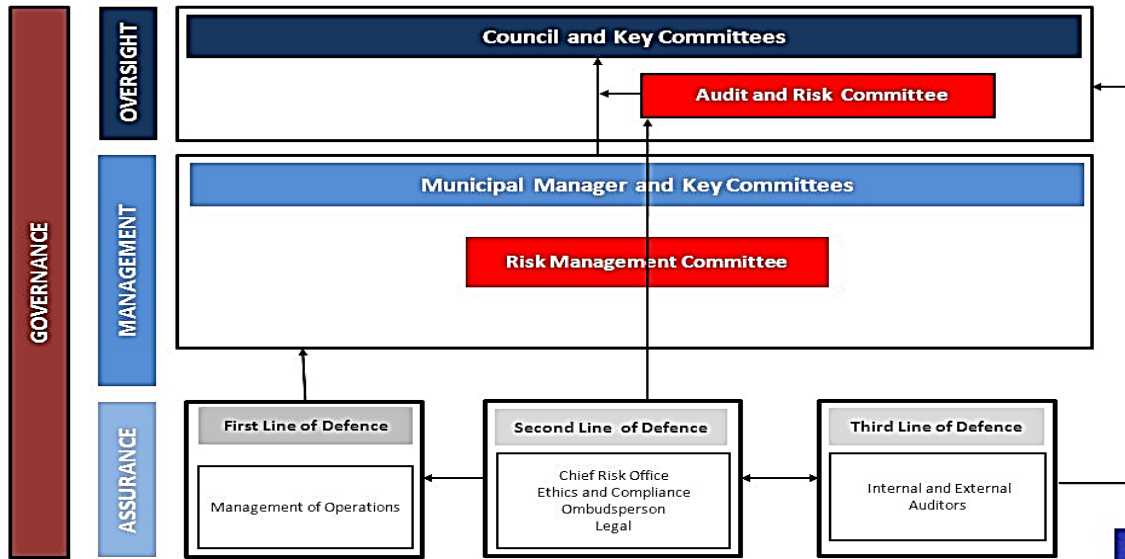 GOVERNANCE
OVERSIGHT
Council and Key Committees
Audit and Risk Committee
MANAGEMENT
Municipal Manager and Key Committees
Risk Management Committee
ASSURANCE
First Line of Defence
Management of Operations
Second Line of Defence
Chief Risk Office
Ethics and Compliance
Ombudsperson
Legal
Third Line of Defence
Internal and External
Auditors